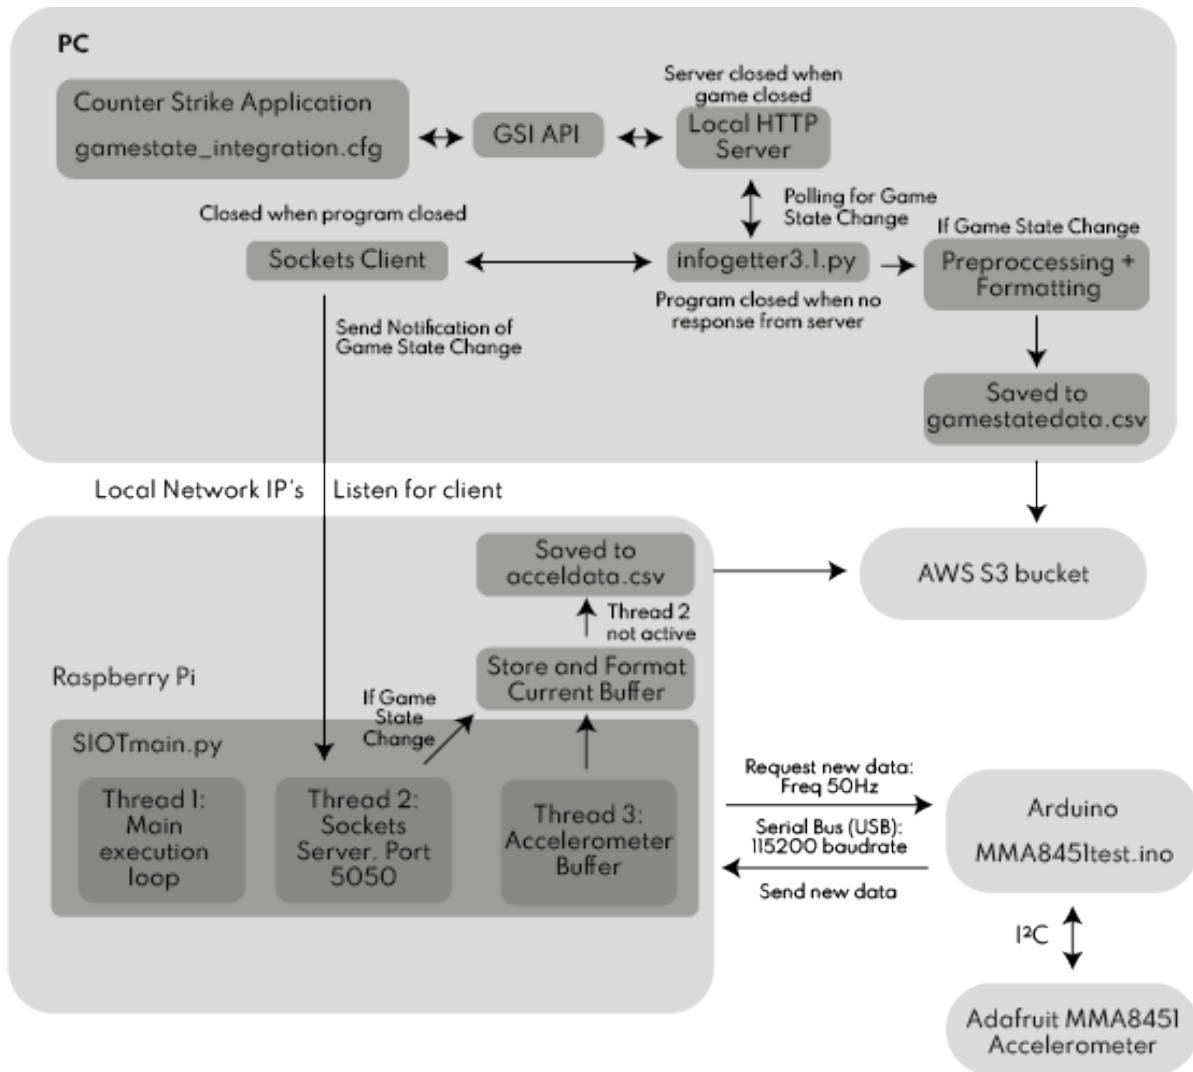 PC
Counter Strike Application
gamestate_integration.cfg
GSI API
Server closed when
game closed
Local HTTP
Server
Polling for Game
State Change
Closed when program closed
Sockets Client
infogetter3.1.py
Program closed when no
response from server
If Game State Change
Preproccessing +
Formatting
Send Notification of
Game State Change
Saved to
gamestatedata.csv
Local Network IP's
Listen for client
AWS S3 bucket
Saved to
acceldata.csv
Thread 2
not active
Store and Format
Current Buffer
Raspberry Pi
If Game
State
Change
SIOTmain.py
Thread 1:
Main
execution
loop
Thread 2:
Sockets
Server. Port
5050
Thread 3:
Accelerometer
Buffer
Request new data:
Freq 50Hz
Serial Bus (USB):
115200 baudrate
Send new data
Arduino
MMA8451test.ino
I²C
Adafruit MMA8451
Accelerometer